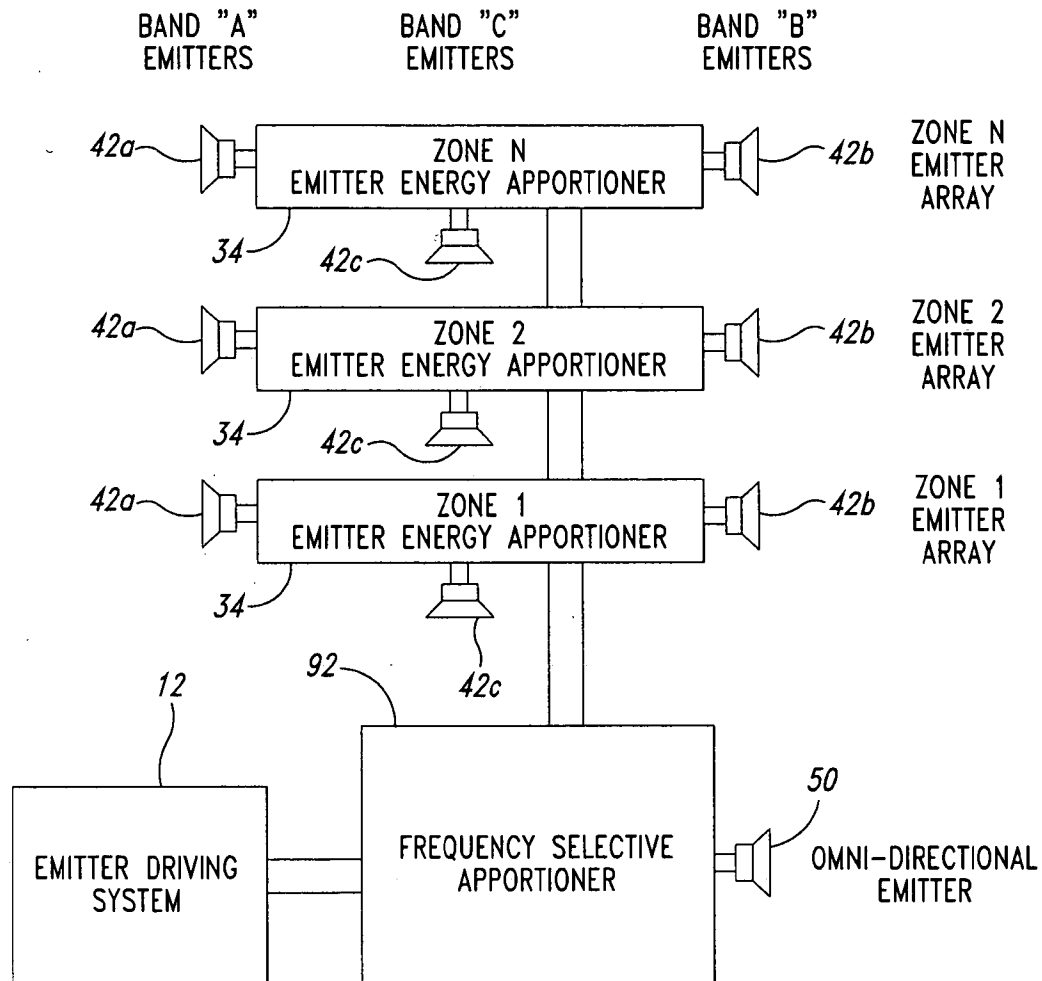 BAND "A"
EMITTERS
BAND "C"
EMITTERS
BAND "B"
EMITTERS
42a
ZONE N
EMITTER ENERGY APPORTIONER
42b
ZONE N
EMITTER
ARRAY
34
42c
42a
ZONE 2
EMITTER ENERGY APPORTIONER
42b
ZONE 2
EMITTER
ARRAY
34
42c
42a
ZONE 1
EMITTER ENERGY APPORTIONER
42b
ZONE 1
EMITTER
ARRAY
34
42c
12
92
50
EMITTER DRIVING
SYSTEM
FREQUENCY SELECTIVE
APPORTIONER
OMNI-DIRECTIONAL
EMITTER